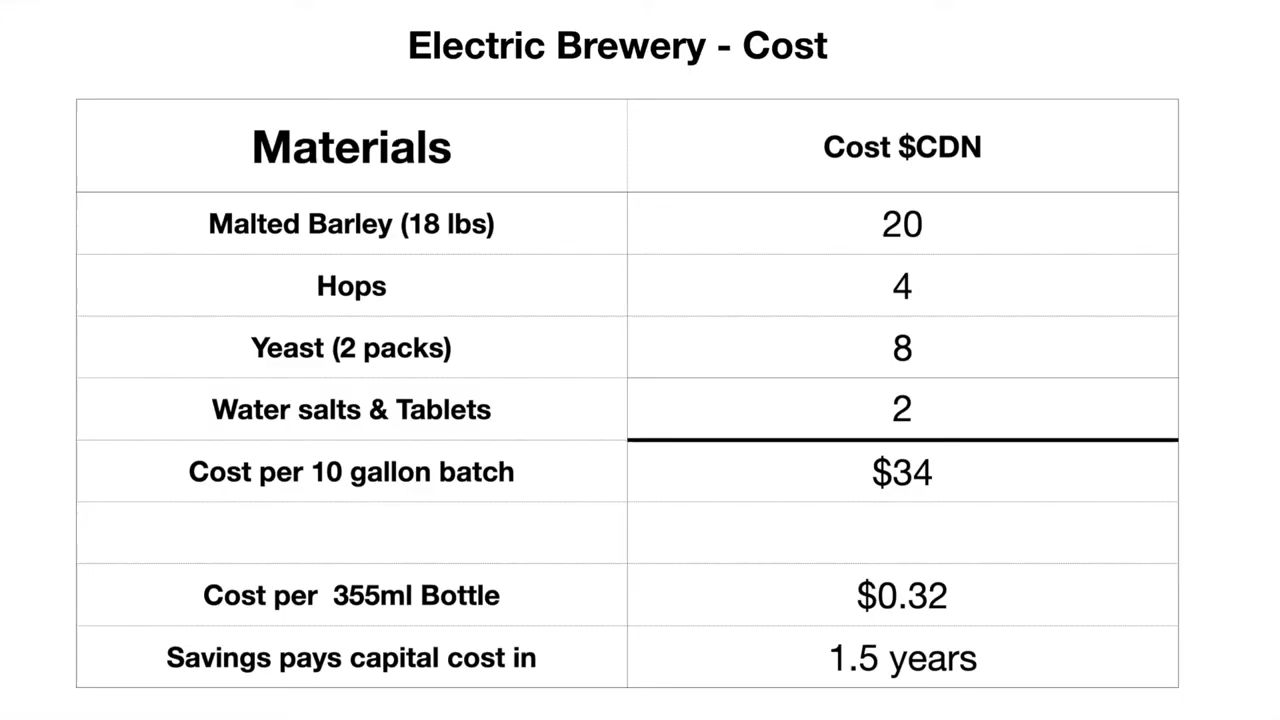 Electric Brewery - Cost
Materials Cost $CDN
Malted Barley (18 lbs) 20
Hops 4
Yeast (2 packs) 8
Water salts & Tablets 2
Cost per 10 gallon batch $34
Cost per 355ml Bottle $0.32
Savings pays capital cost in 1.5 years